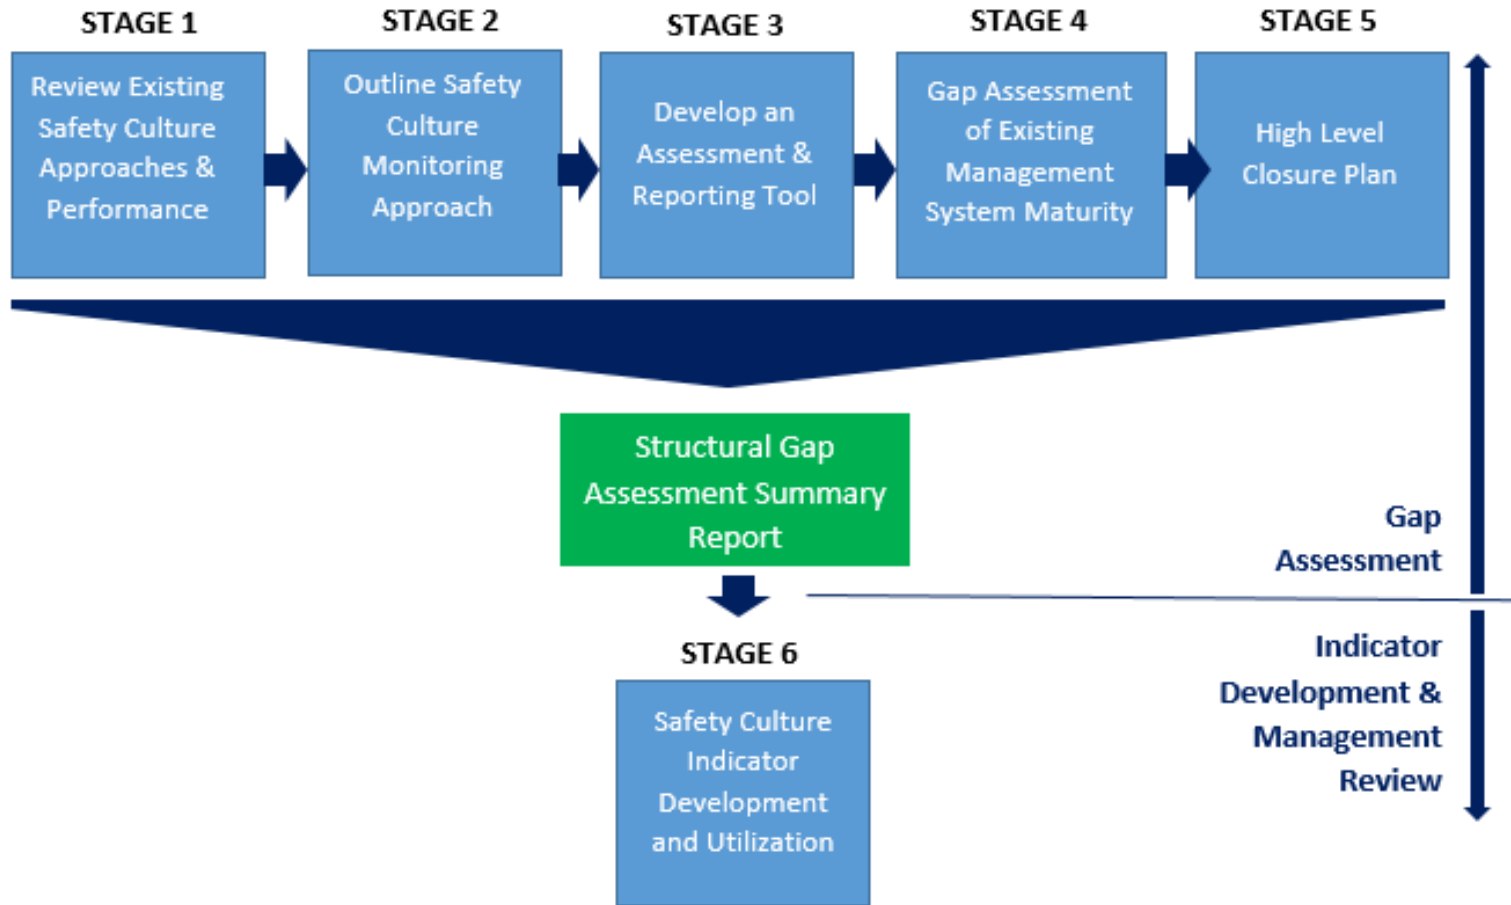 STAGE 1
Review Existing
Safety Culture
Approaches &
Performance
STAGE 2
Outline Safety
Culture
Monitoring
Approach
STAGE 3
Develop an
Assessment &
Reporting Tool
STAGE 4
Gap Assessment
of Existing
Management
System Maturity
STAGE 5
High Level
Closure Plan
Structural Gap
Assessment Summary
Report
Gap
Assessment
STAGE 6
Safety Culture
Indicator
Development
and Utilization
Indicator
Development &
Management
Review